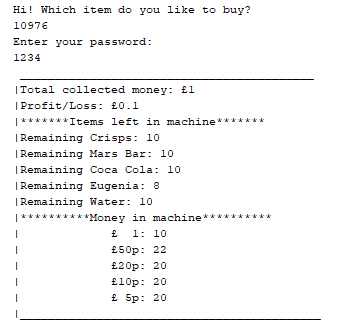 Hi! Which item do you like to buy?
10976
Enter your password:
1234
_________________________________________
|Total collected money: £1
|Profit/Loss: £0.1
|*******Items left in machine*******
|Remaining Crisps: 10
|Remaining Mars Bar: 10
|Remaining Coca Cola: 10
|Remaining Eugenia: 8
|Remaining Water: 10
|**********Money in machine**********
|             £  1: 10
|             £50p: 22
|             £20p: 20
|             £10p: 20
|             £ 5p: 20
|___________________________________________